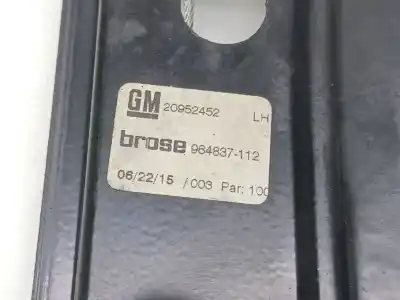 GM 20952452 LH
brose 964837-112
06/22/15 /003 Par: 100